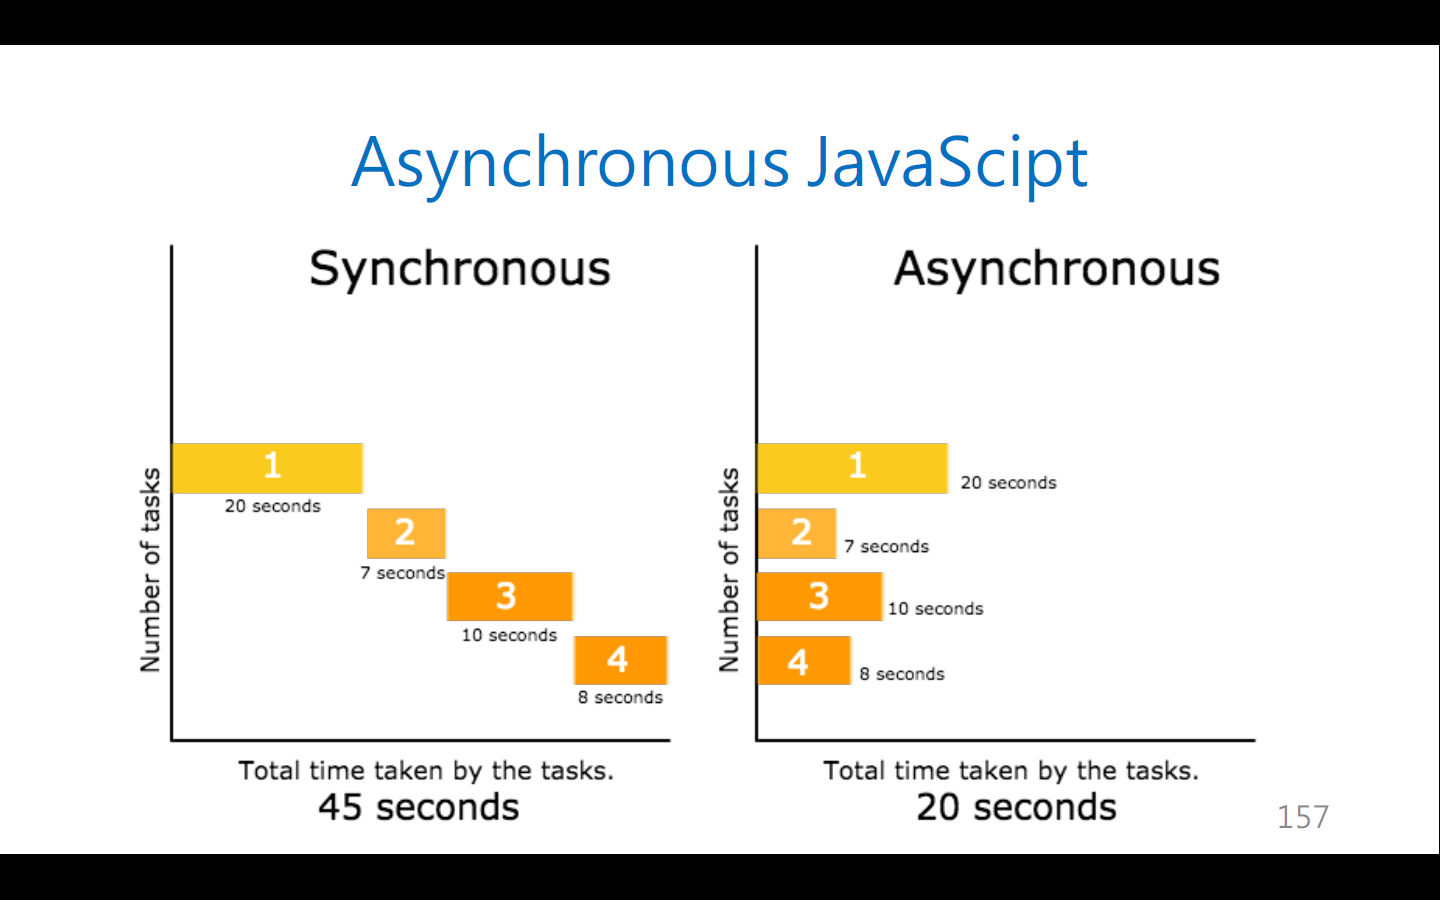 Asynchronous JavaScipt
Synchronous
Number of tasks
1
20 seconds
2
7 seconds
3
10 seconds
4
8 seconds
Total time taken by the tasks.
45 seconds
Asynchronous
Number of tasks
1
20 seconds
2
7 seconds
3
10 seconds
4
8 seconds
Total time taken by the tasks.
20 seconds
157